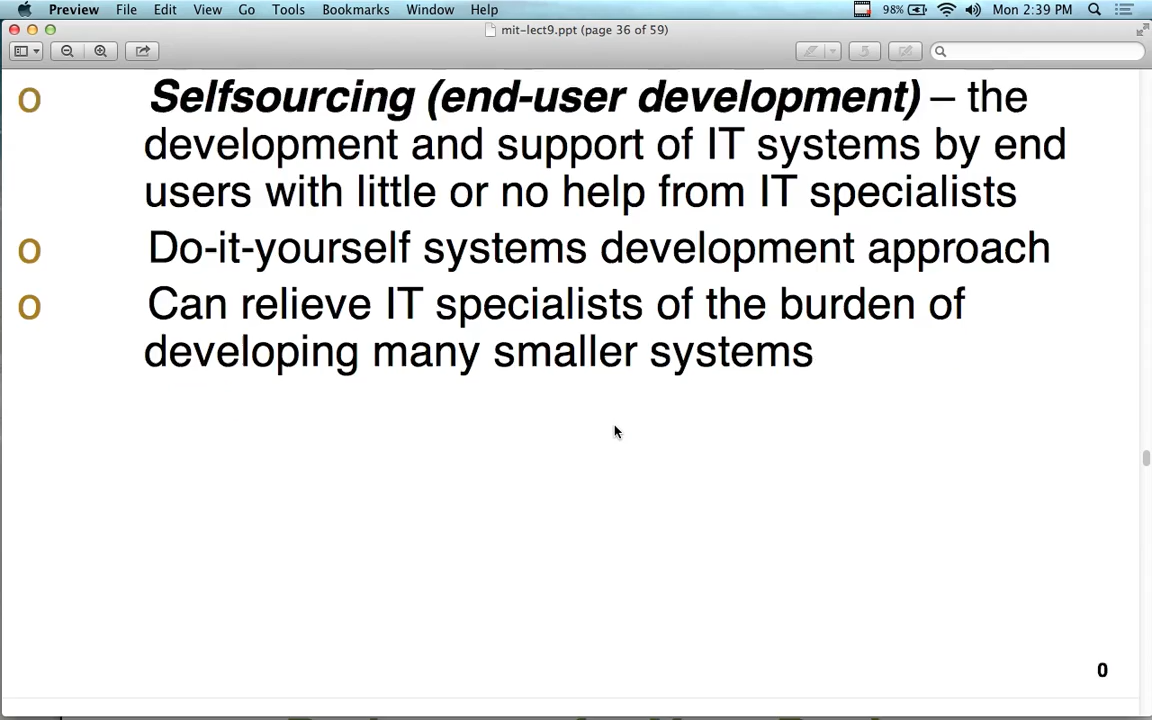 Preview File Edit View Go Tools Bookmarks Window Help 98% Mon 2:39 PM
mit-lect9.ppt (page 36 of 59)
o Selfsourcing (end-user development) – the
development and support of IT systems by end
users with little or no help from IT specialists
o Do-it-yourself systems development approach
o Can relieve IT specialists of the burden of
developing many smaller systems
0